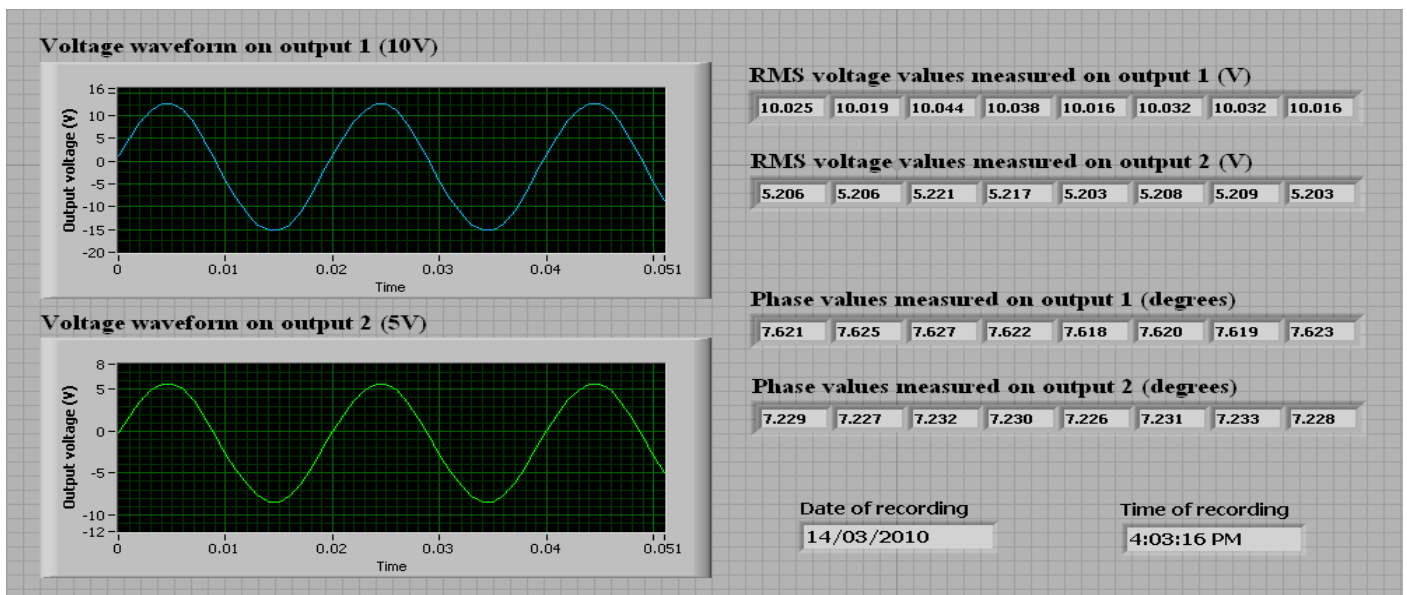 Voltage waveform on output 1 (10V)
Output voltage (V)
16
10
5
0
-5
-10
-15
-20
0 0.01 0.02 0.03 0.04 0.051
Time
Voltage waveform on output 2 (5V)
Output voltage (V)
8
5
0
-5
-10
-12
0 0.01 0.02 0.03 0.04 0.051
Time
RMS voltage values measured on output 1 (V)
10.025 10.019 10.044 10.038 10.016 10.032 10.032 10.016
RMS voltage values measured on output 2 (V)
5.206 5.206 5.221 5.217 5.203 5.208 5.209 5.203
Phase values measured on output 1 (degrees)
7.621 7.625 7.627 7.622 7.618 7.620 7.619 7.623
Phase values measured on output 2 (degrees)
7.229 7.227 7.232 7.230 7.226 7.231 7.233 7.228
Date of recording
14/03/2010
Time of recording
4:03:16 PM